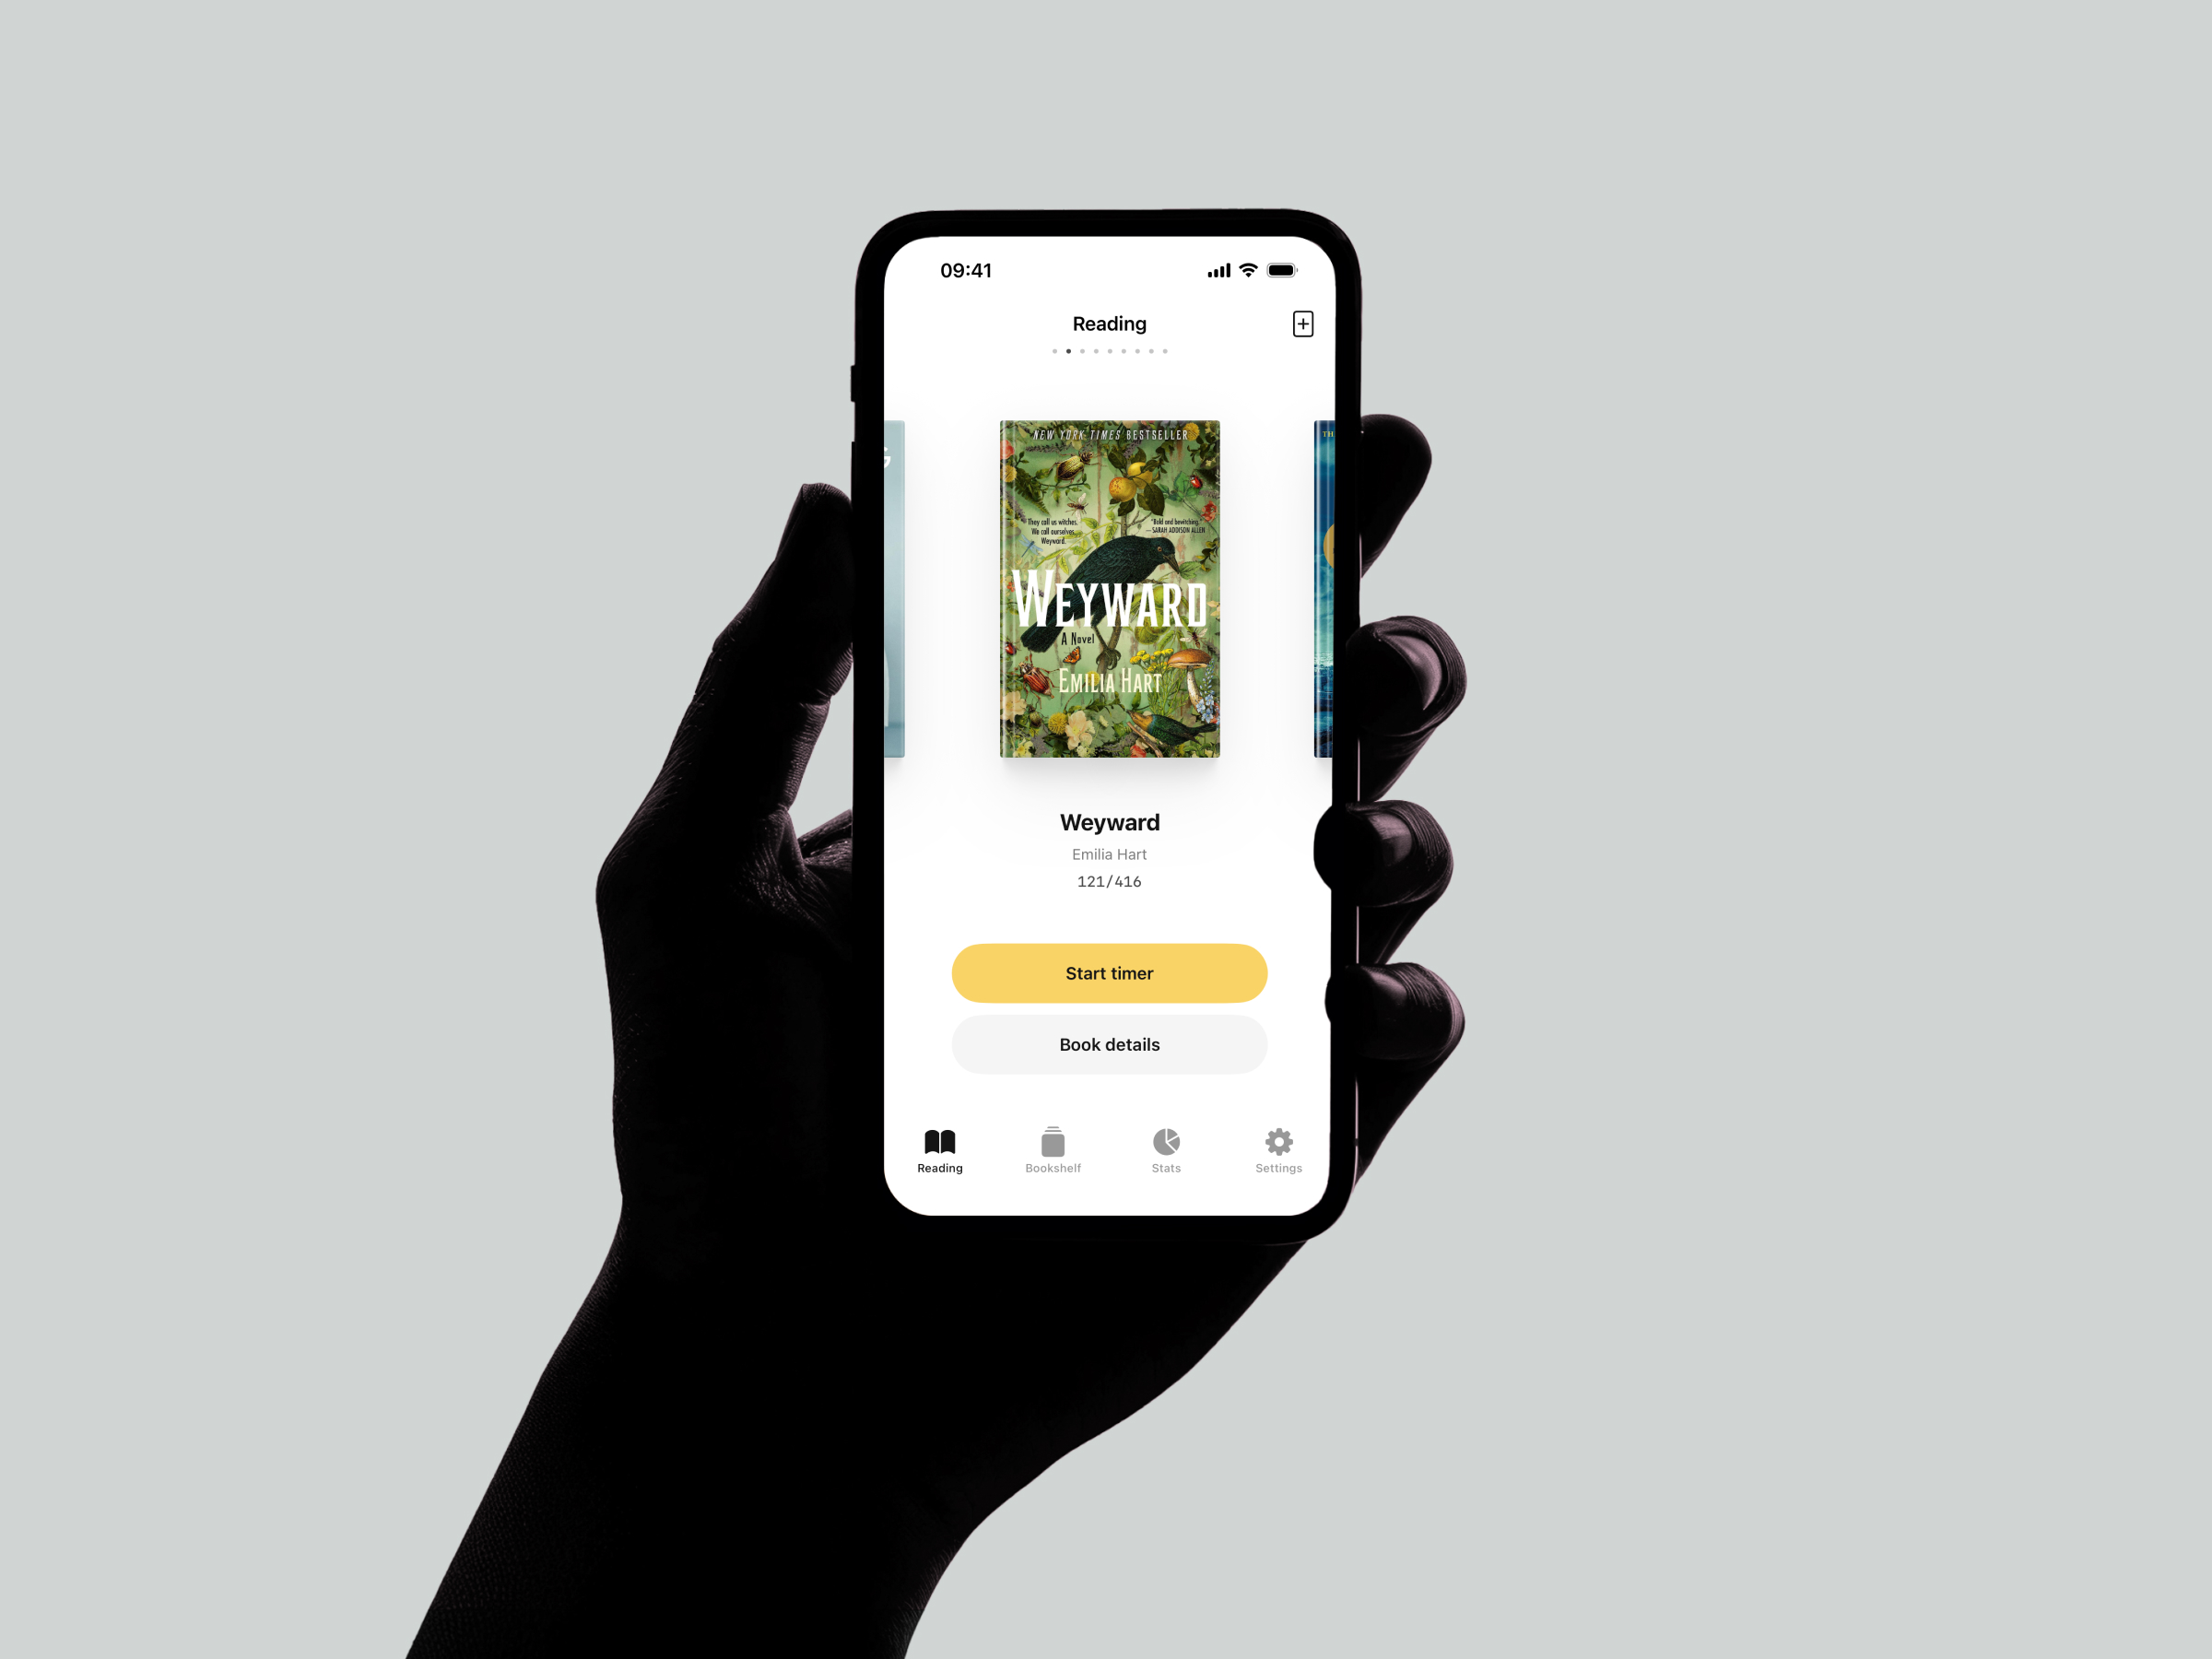 09:41
Reading
NEW YORK TIMES BESTSELLER
They call us witches.
We call ourselves
Weyward.
"Bold and bewitching."
— SARAH ADDISON ALLEN
WEYWARD
A Novel
EMILIA HART
G
TH
Weyward
Emilia Hart
121/416
Start timer
Book details
Reading
Bookshelf
Stats
Settings